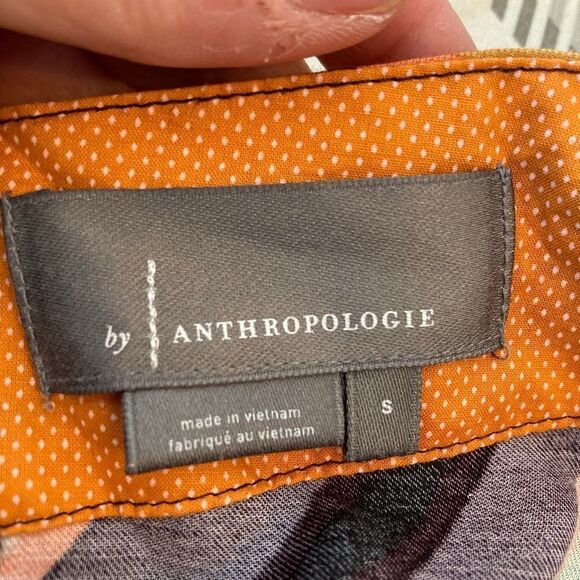 by ANTHROPOLOGIE
made in vietnam
fabriqué au vietnam
S